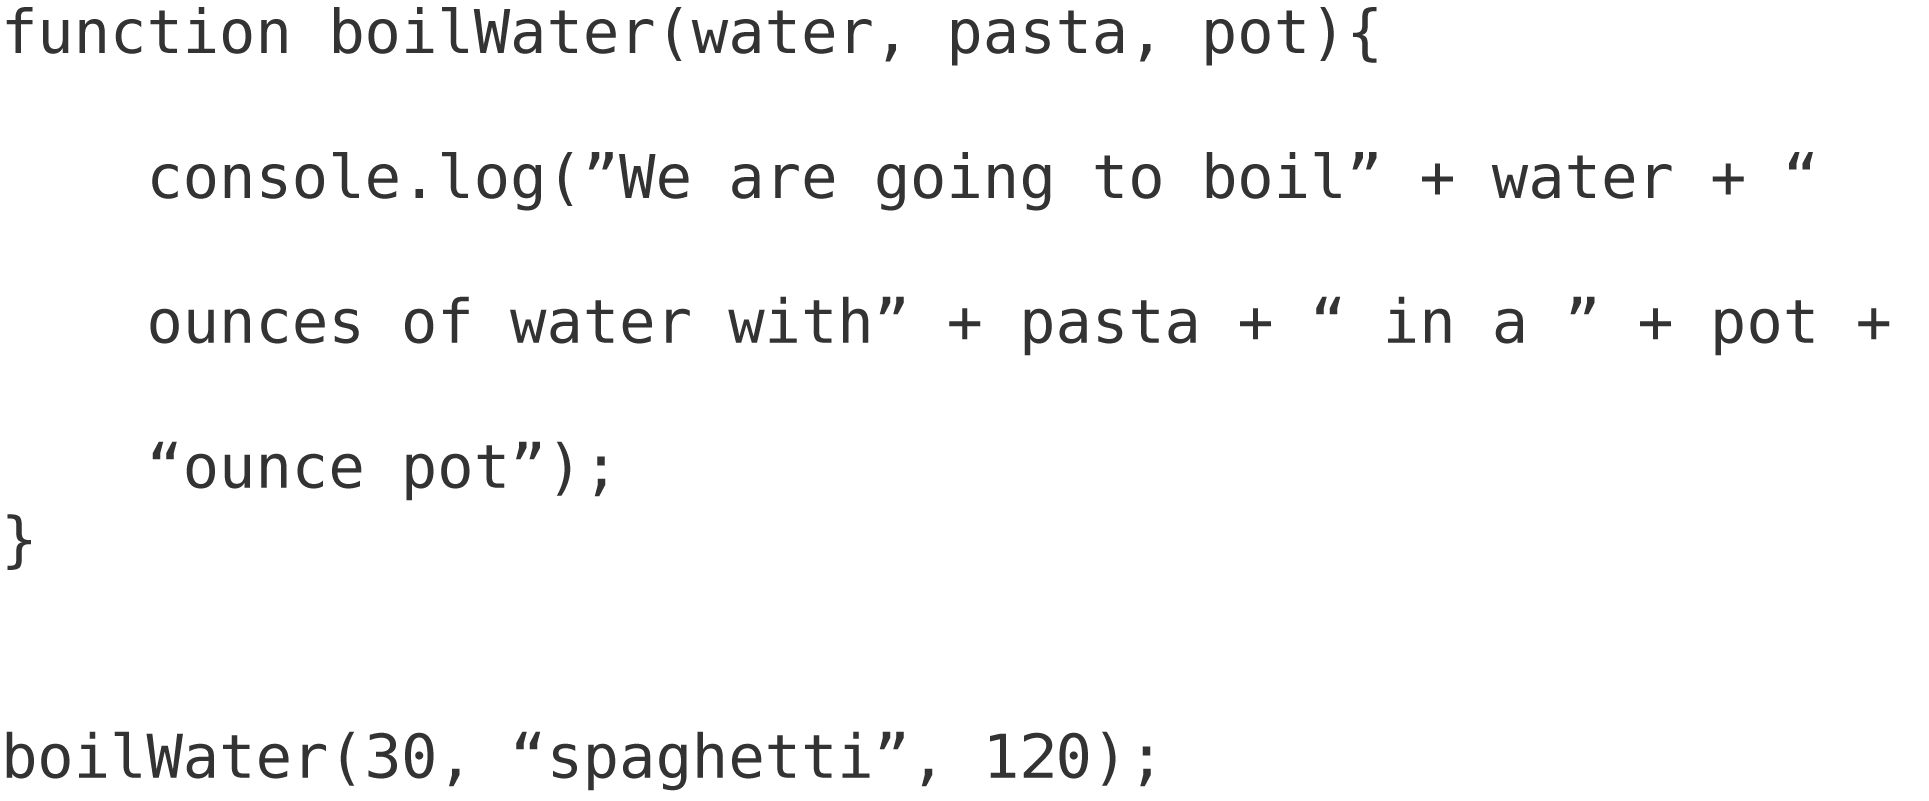 function boilWater(water, pasta, pot){
    console.log(”We are going to boil” + water + “
    ounces of water with” + pasta + “ in a ” + pot +
    “ounce pot”);
}
boilWater(30, “spaghetti”, 120);